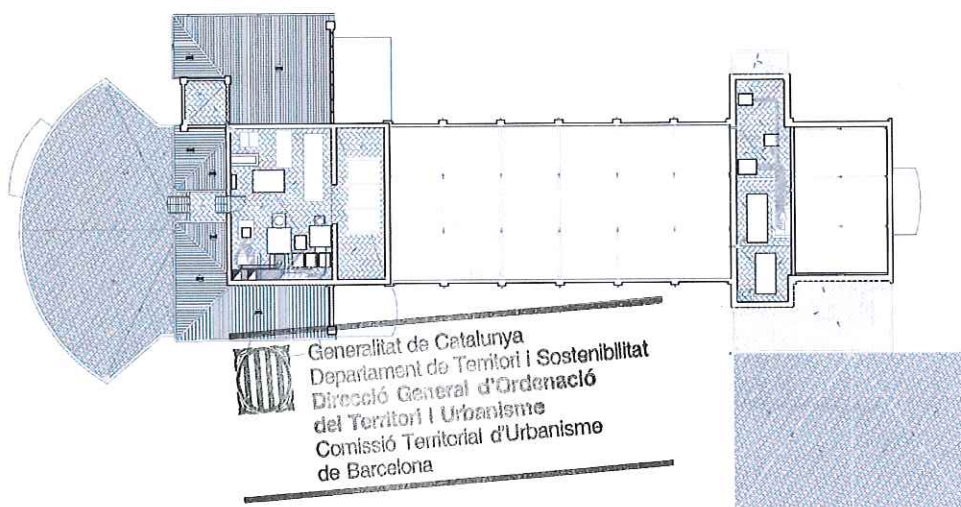 Generalitat de Catalunya
Departament de Territori i Sostenibilitat
Direcció General d'Ordenació
del Territori i Urbanisme
Comissió Territorial d'Urbanisme
de Barcelona